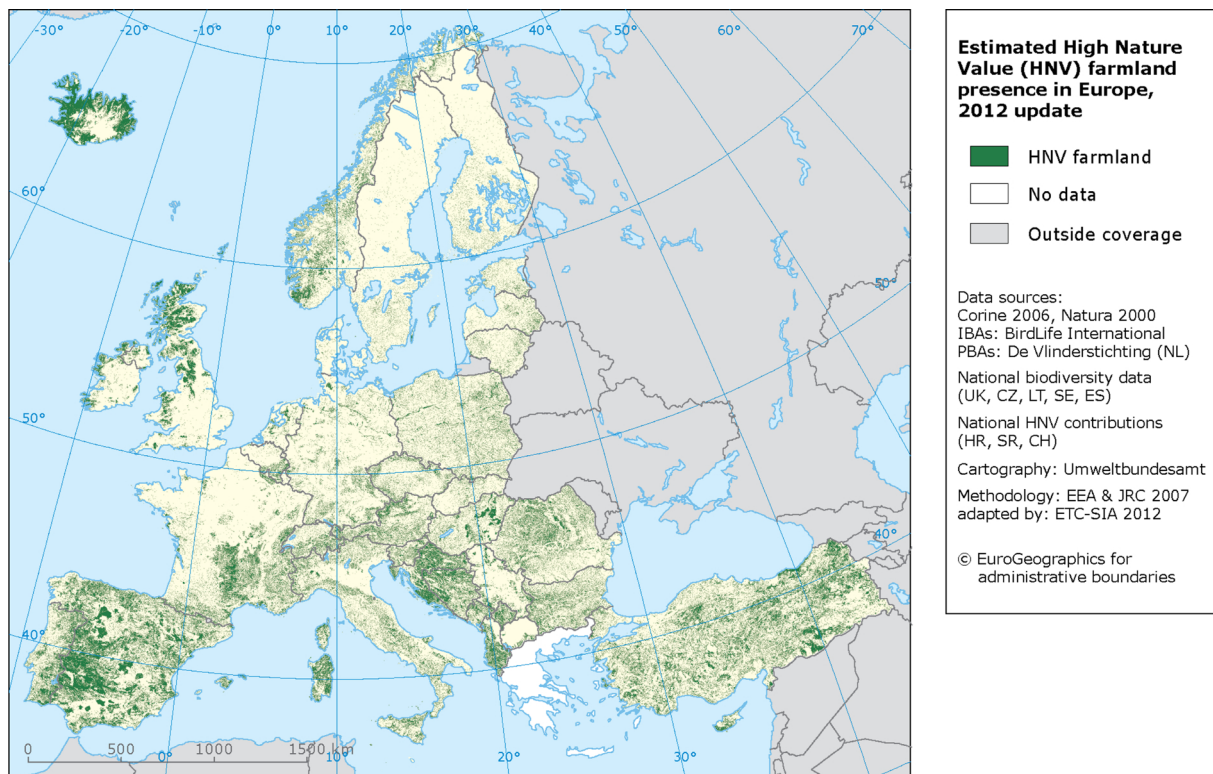 -30°
-20°
-10°
0°
10°
20°
30°
40°
50°
60°
70°
60°
50°
50°
40°
40°
0°
10°
20°
30°
0 500 1000 1500 km
Estimated High Nature
Value (HNV) farmland
presence in Europe,
2012 update
HNV farmland
No data
Outside coverage
Data sources:
Corine 2006, Natura 2000
IBAs: BirdLife International
PBAs: De Vlinderstichting (NL)
National biodiversity data
(UK, CZ, LT, SE, ES)
National HNV contributions
(HR, SR, CH)
Cartography: Umweltbundesamt
Methodology: EEA & JRC 2007
adapted by: ETC-SIA 2012
© EuroGeographics for
administrative boundaries